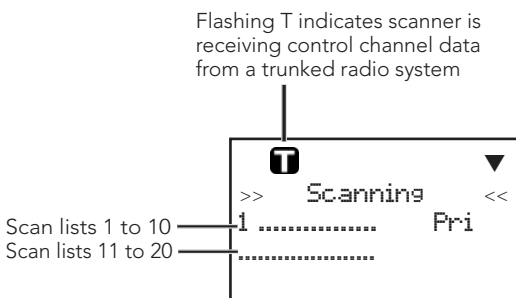 Flashing T indicates scanner is
receiving control channel data
from a trunked radio system
T ▼
>> Scanning <<
Scan lists 1 to 10
1 ................ Pri
Scan lists 11 to 20
....................